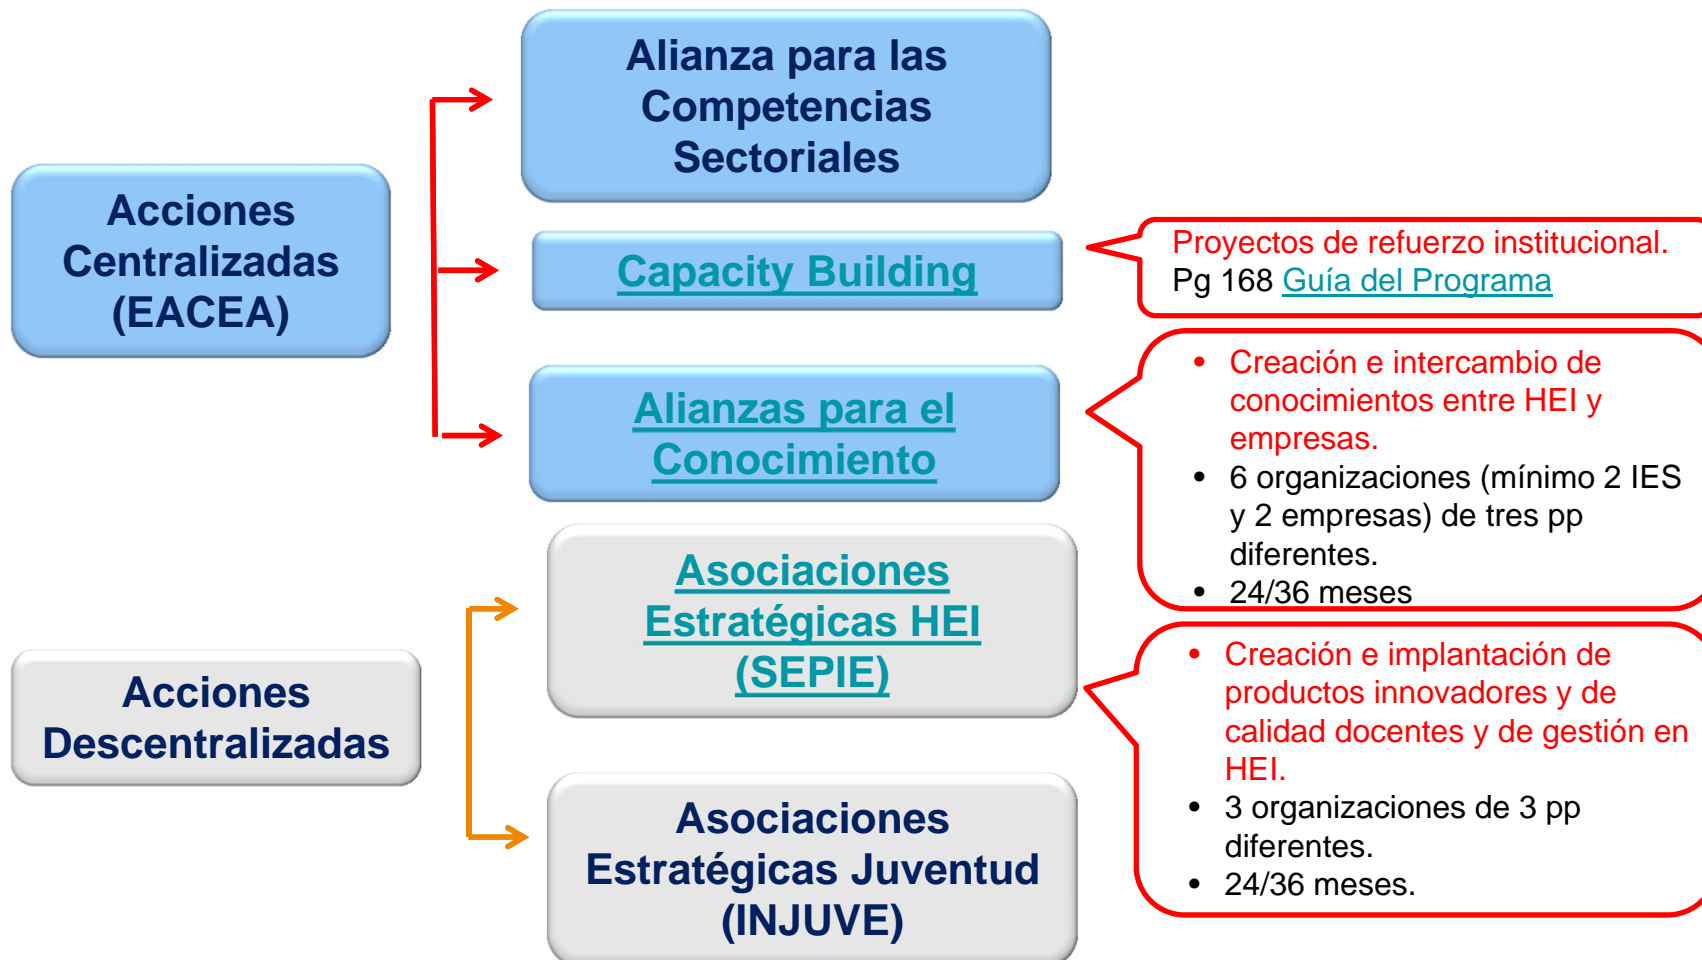 Alianza para las
Competencias
Sectoriales
Acciones
Centralizadas
(EACEA)
Capacity Building
Proyectos de refuerzo institucional.
Pg 168 Guía del Programa
Alianzas para el
Conocimiento
• Creación e intercambio de
conocimientos entre HEI y
empresas.
• 6 organizaciones (mínimo 2 IES
y 2 empresas) de tres pp
diferentes.
• 24/36 meses
Asociaciones
Estratégicas HEI
(SEPIE)
Acciones
Descentralizadas
• Creación e implantación de
productos innovadores y de
calidad docentes y de gestión en
HEI.
• 3 organizaciones de 3 pp
diferentes.
• 24/36 meses.
Asociaciones
Estratégicas Juventud
(INJUVE)